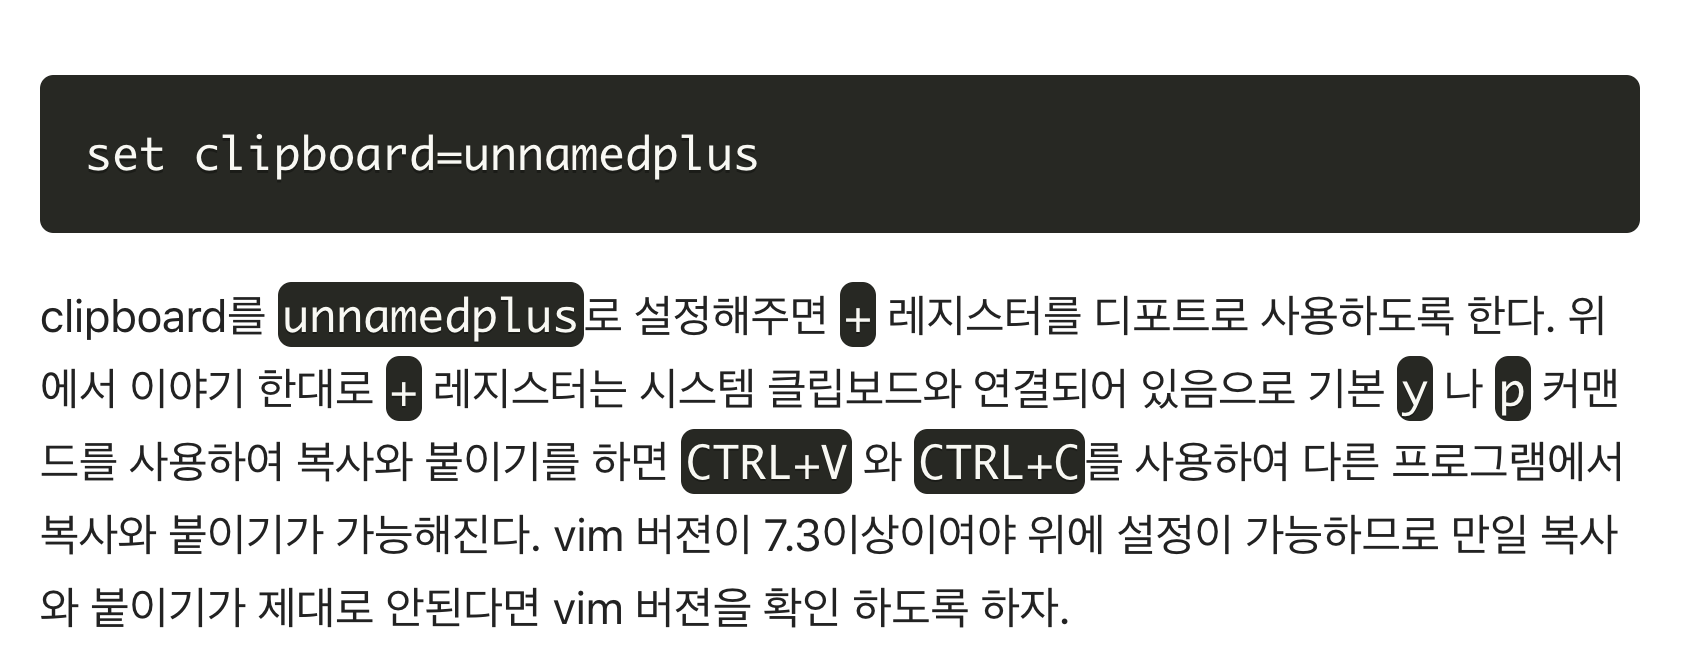 set clipboard=unnamedplus
clipboard를 unnamedplus로 설정해주면 + 레지스터를 디포트로 사용하도록 한다. 위
에서 이야기 한대로 + 레지스터는 시스템 클립보드와 연결되어 있음으로 기본 y 나 p 커맨
드를 사용하여 복사와 붙이기를 하면 CTRL+V 와 CTRL+C를 사용하여 다른 프로그램에서
복사와 붙이기가 가능해진다. vim 버젼이 7.3이상이여야 위에 설정이 가능하므로 만일 복사
와 붙이기가 제대로 안된다면 vim 버젼을 확인 하도록 하자.